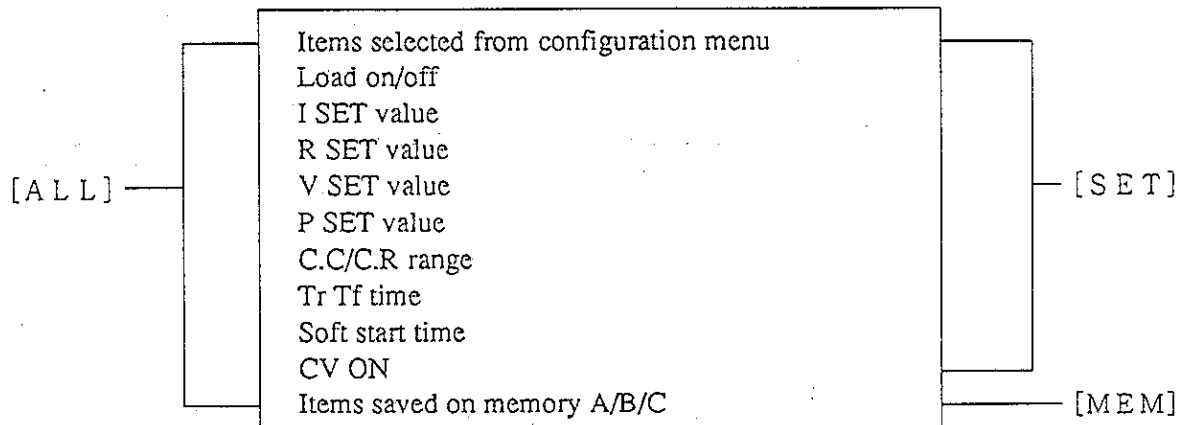 Items selected from configuration menu
Load on/off
I SET value
R SET value
V SET value
[ALL]
[SET]
P SET value
C.C/C.R range
Tr Tf time
Soft start time
CV ON
Items saved on memory A/B/C
[MEM]